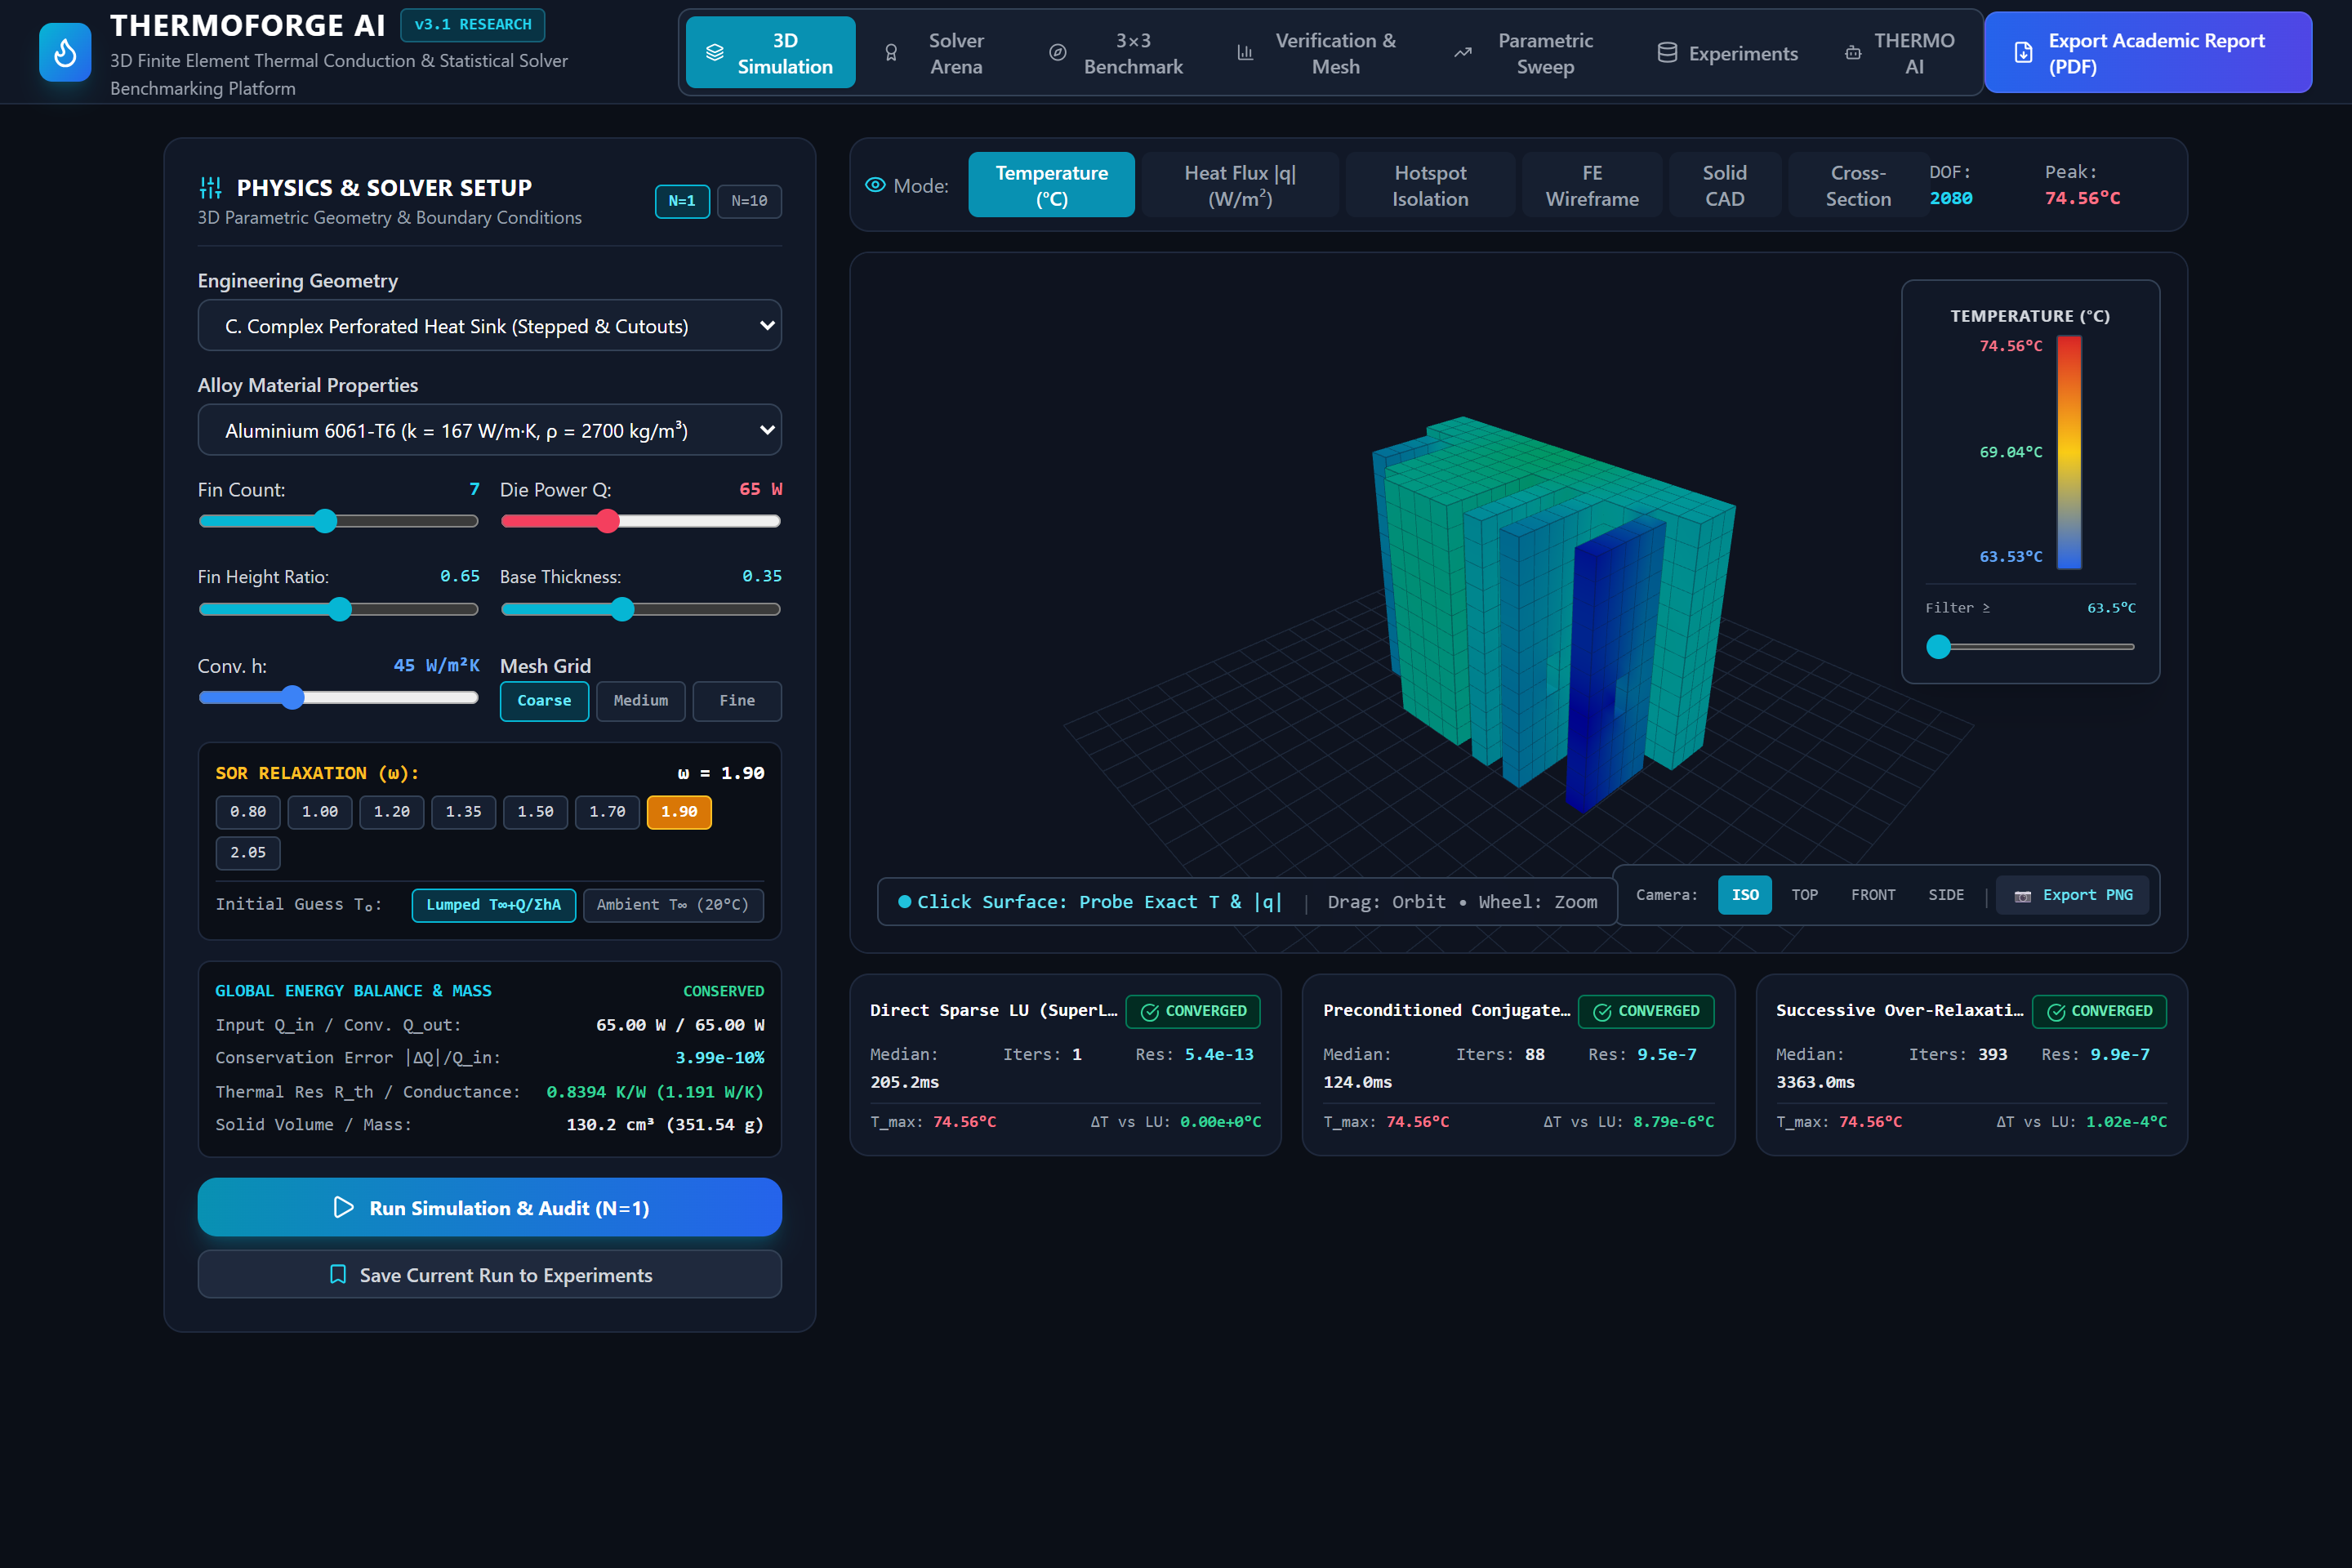 THERMOFORGE AI
v3.1 RESEARCH
3D Finite Element Thermal Conduction & Statistical Solver
Benchmarking Platform
3D
Simulation
Solver
Arena
3×3
Benchmark
Verification &
Mesh
Parametric
Sweep
Experiments
THERMO
AI
Export Academic Report
(PDF)
PHYSICS & SOLVER SETUP
3D Parametric Geometry & Boundary Conditions
N=1
N=10
Engineering Geometry
C. Complex Perforated Heat Sink (Stepped & Cutouts)
Alloy Material Properties
Aluminium 6061-T6 (k = 167 W/m·K, ρ = 2700 kg/m³)
Fin Count: 7
Die Power Q: 65 W
Fin Height Ratio: 0.65
Base Thickness: 0.35
Conv. h: 45 W/m²K
Mesh Grid
Coarse
Medium
Fine
SOR RELAXATION (ω): ω = 1.90
0.80 1.00 1.20 1.35 1.50 1.70 1.90
2.05
Initial Guess T₀: Lumped T∞+Q/ΣhA Ambient T∞ (20°C)
GLOBAL ENERGY BALANCE & MASS CONSERVED
Input Q_in / Conv. Q_out: 65.00 W / 65.00 W
Conservation Error |ΔQ|/Q_in: 3.99e-10%
Thermal Res R_th / Conductance: 0.8394 K/W (1.191 W/K)
Solid Volume / Mass: 130.2 cm³ (351.54 g)
Run Simulation & Audit (N=1)
Save Current Run to Experiments
Mode:
Temperature
(°C)
Heat Flux |q|
(W/m²)
Hotspot
Isolation
FE
Wireframe
Solid
CAD
Cross-
Section
DOF:
2080
Peak:
74.56°C
TEMPERATURE (°C)
74.56°C
69.04°C
63.53°C
Filter ≥ 63.5°C
Click Surface: Probe Exact T & |q| | Drag: Orbit • Wheel: Zoom
Camera: ISO TOP FRONT SIDE | 📷 Export PNG
Direct Sparse LU (SuperL… CONVERGED
Median: Iters: 1 Res: 5.4e-13
205.2ms
T_max: 74.56°C ΔT vs LU: 0.00e+0°C
Preconditioned Conjugate… CONVERGED
Median: Iters: 88 Res: 9.5e-7
124.0ms
T_max: 74.56°C ΔT vs LU: 8.79e-6°C
Successive Over-Relaxati… CONVERGED
Median: Iters: 393 Res: 9.9e-7
3363.0ms
T_max: 74.56°C ΔT vs LU: 1.02e-4°C